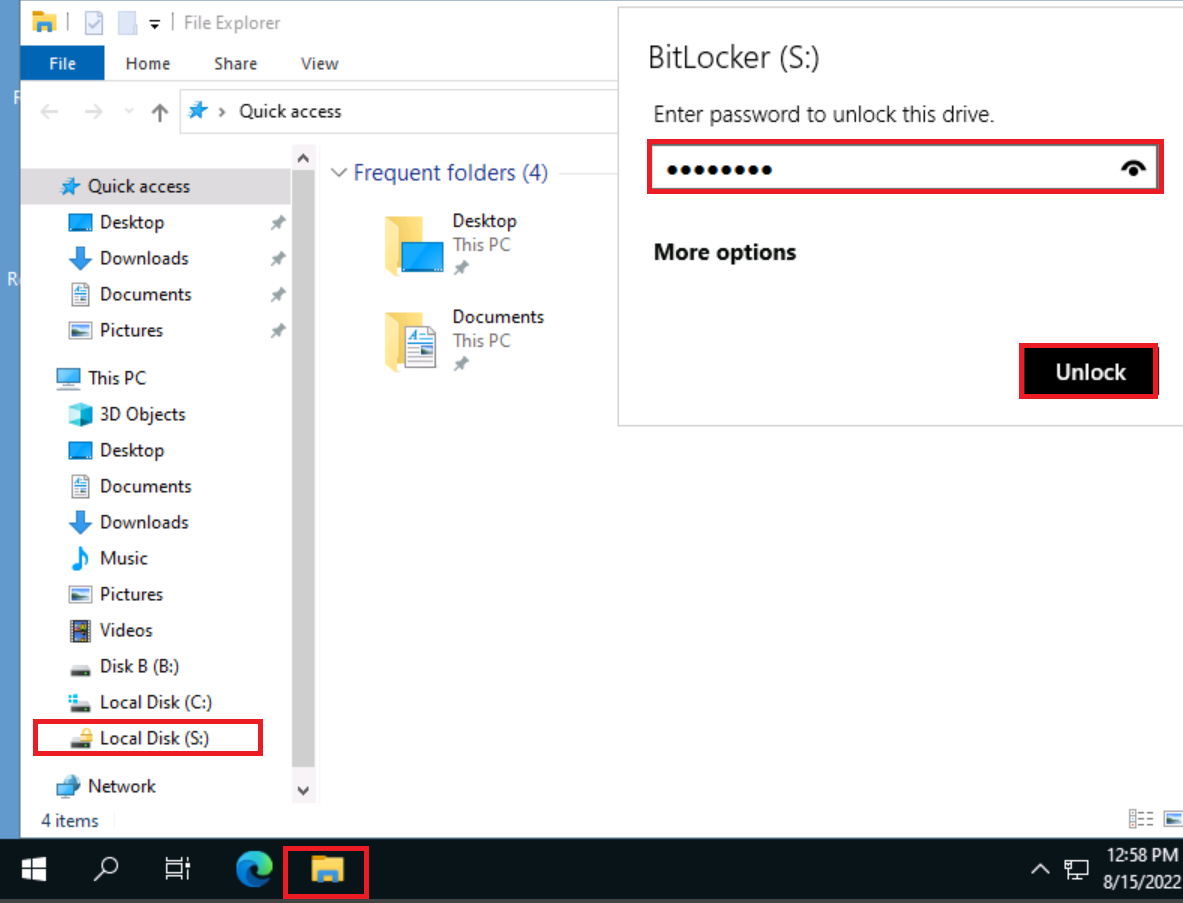 File Explorer
File Home Share View
Quick access
Quick access
Desktop
Downloads
Documents
Pictures
This PC
3D Objects
Desktop
Documents
Downloads
Music
Pictures
Videos
Disk B (B:)
Local Disk (C:)
Local Disk (S:)
Network
4 items
Frequent folders (4)
Desktop
This PC
Documents
This PC
BitLocker (S:)
Enter password to unlock this drive.
More options
Unlock
12:58 PM
8/15/2022